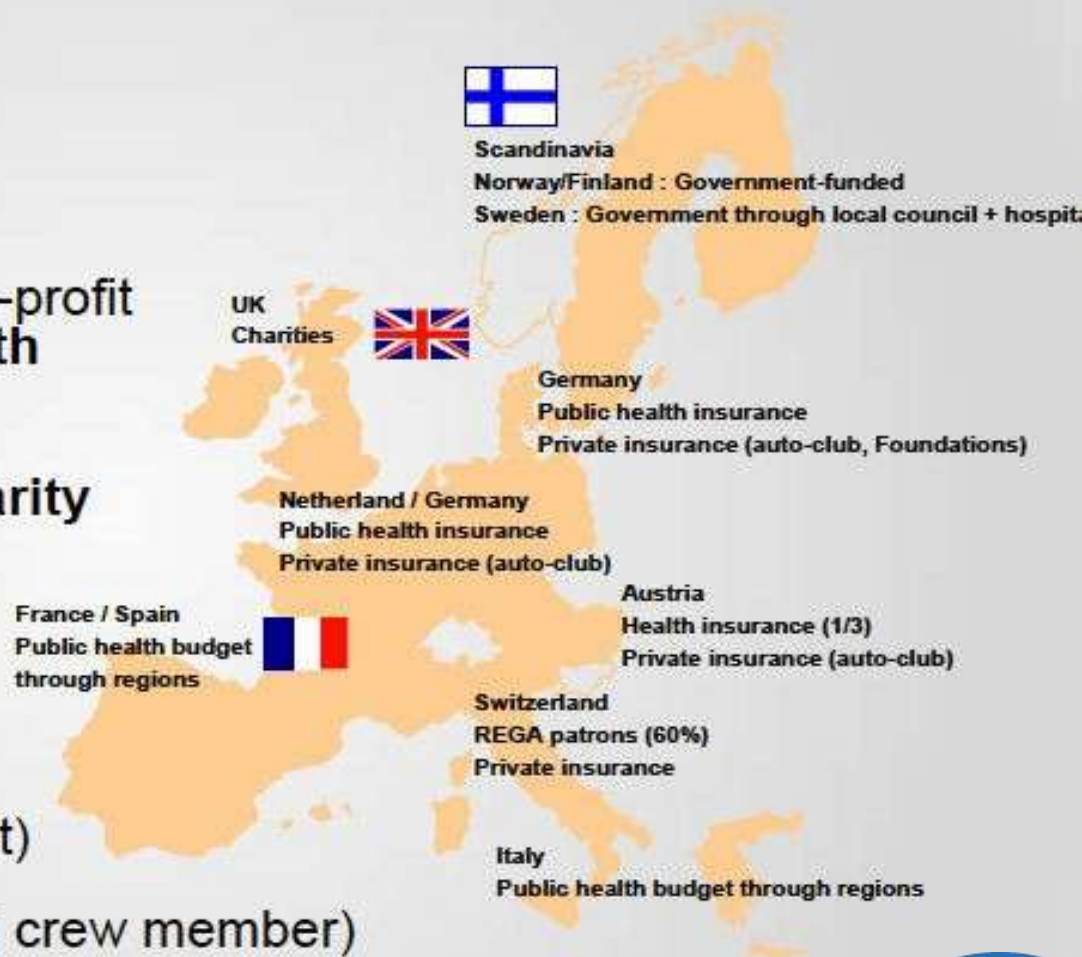 Scandinavia
Norway/Finland : Government-funded
Sweden : Government through local council +
-profit
th
UK
Charities
Germany
Public health insurance
Private insurance (auto-club, Foundations)
arity
Netherland / Germany
Public health insurance
Private insurance (auto-club)
France / Spain
Public health budget
through regions
Austria
Health insurance (1/3)
Private insurance (auto-club)
Switzerland
REGA patrons (60%)
Private insurance
t)
Italy
Public health budget through regions
crew member)